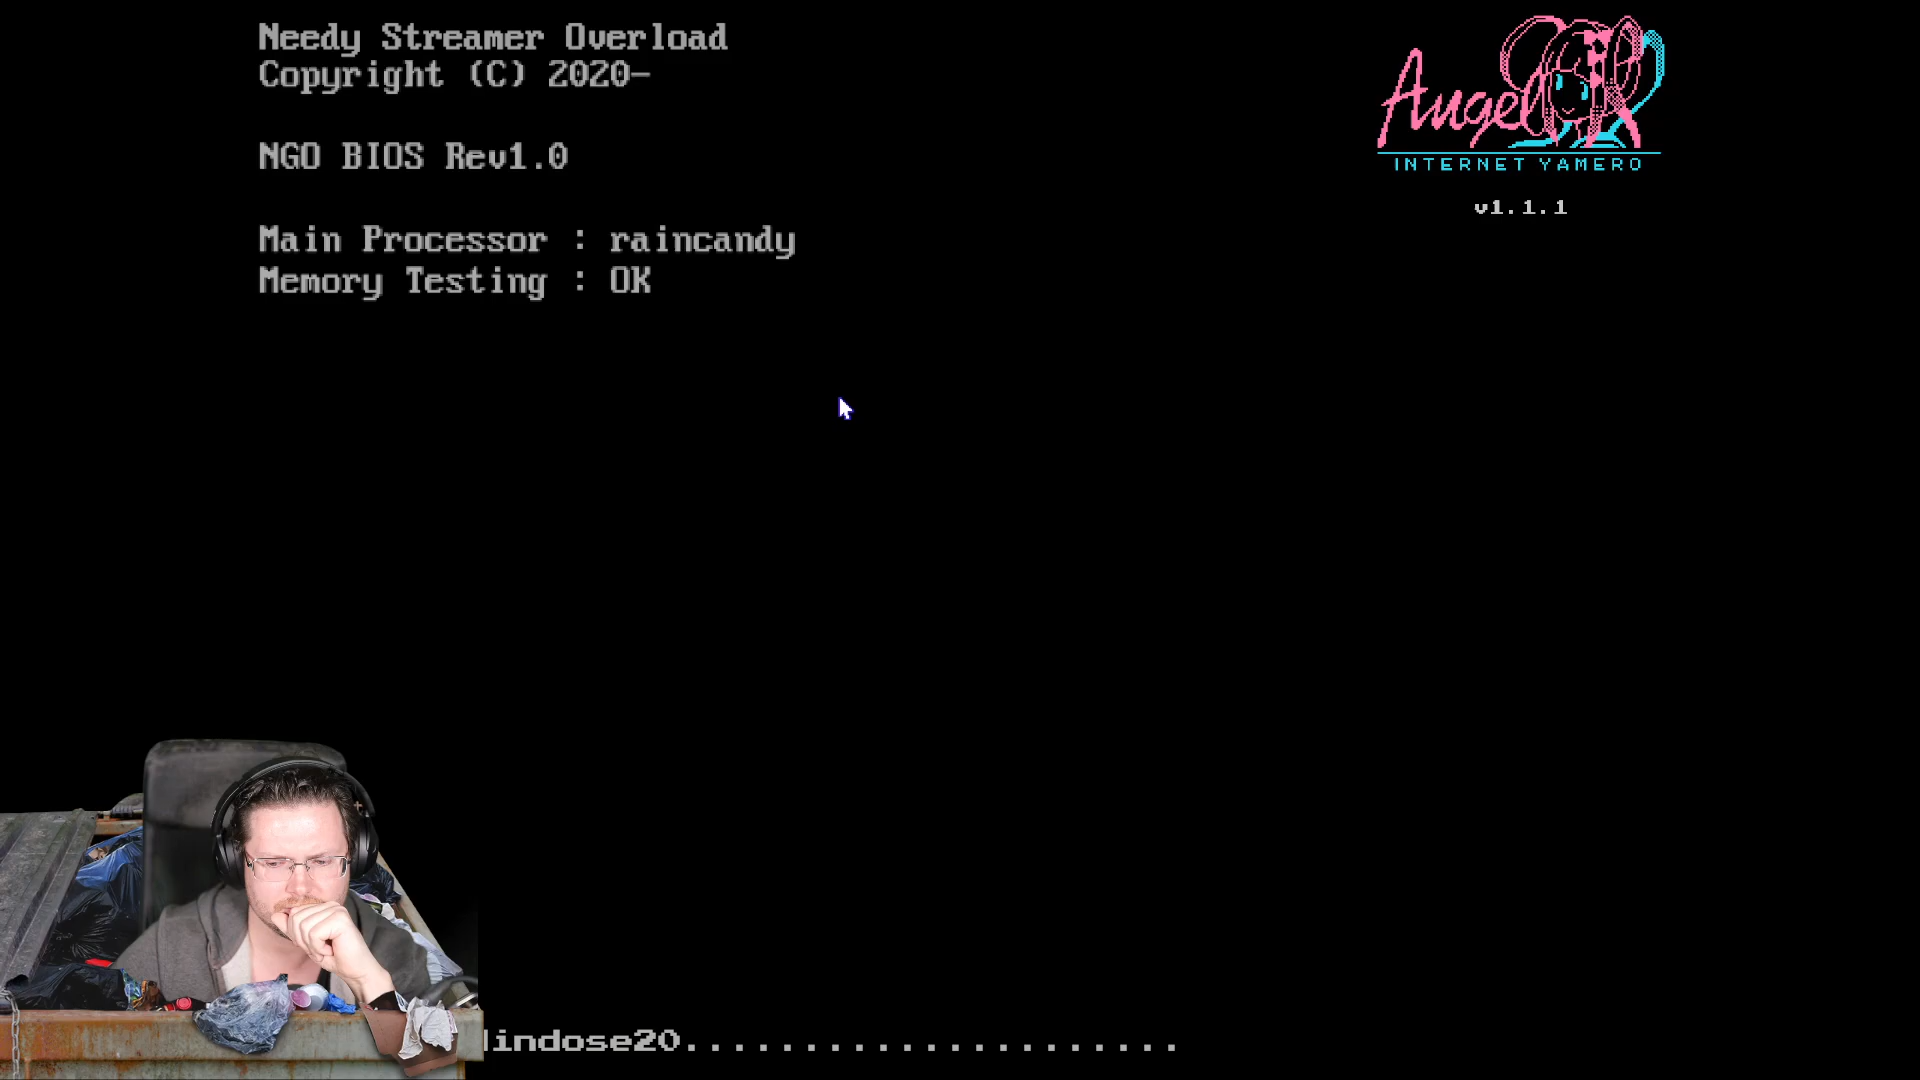 Needy Streamer Overload
Copyright (C) 2020-
NGO BIOS Rev1.0
Main Processor : raincandy
Memory Testing : OK
Angel
INTERNET YAMERO
v1.1.1
indose20.....................